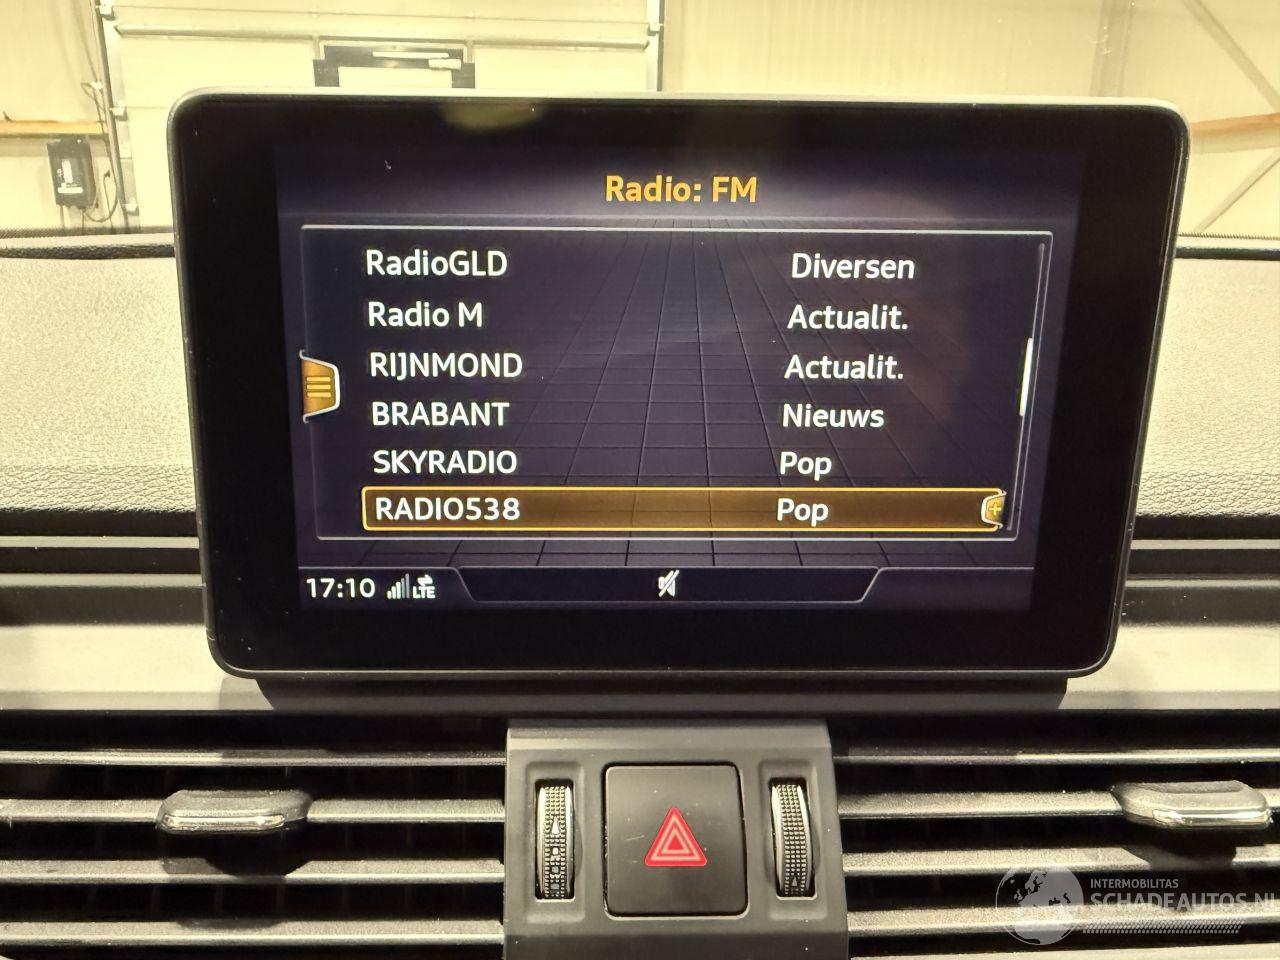 Radio: FM
RadioGLD Diversen
Radio M Actualit.
RIJNMOND Actualit.
BRABANT Nieuws
SKYRADIO Pop
RADIO538 Pop
17:10 LTE
INTERMOBILITAS
SCHADEAUTOS.NL